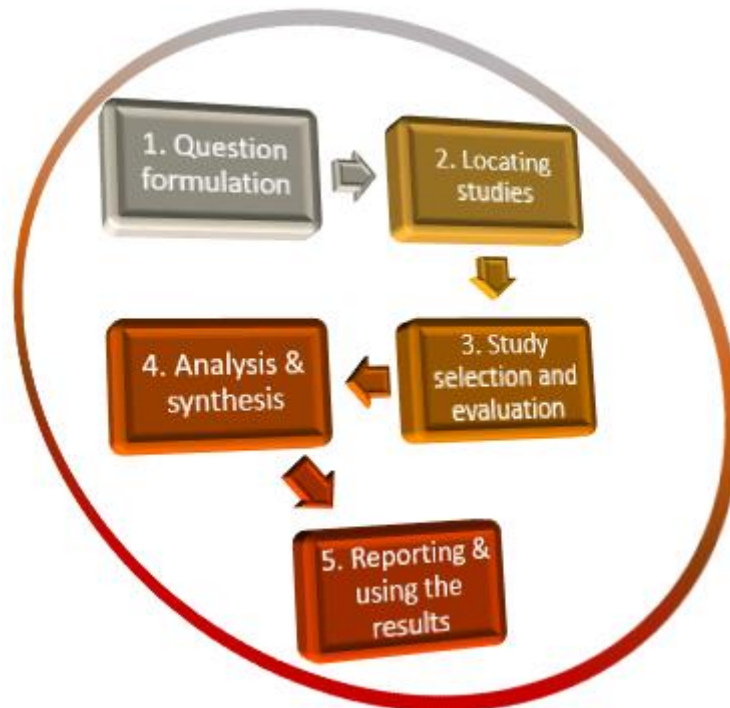 1. Question
formulation
2. Locating
studies
3. Study
selection and
evaluation
4. Analysis &
synthesis
5. Reporting &
using the
results